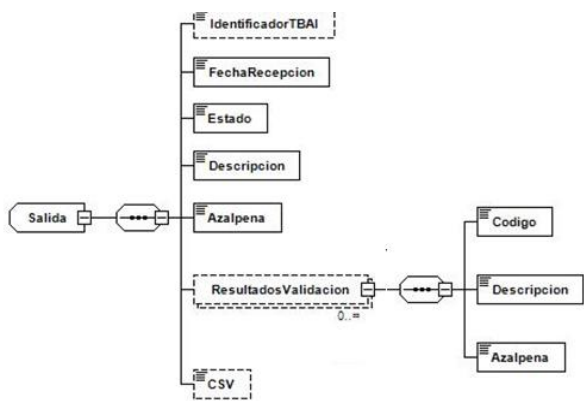 IdentificadorTBAI
FechaRecepcion
Estado
Descripcion
Salida
Azalpena
Codigo
ResultadosValidacion
Descripcion
0..∞
Azalpena
CSV